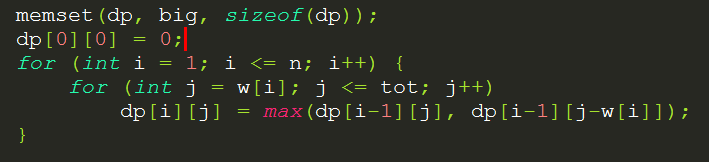 memset(dp, big, sizeof(dp));
dp[0][0] = 0;
for (int i = 1; i <= n; i++) {
    for (int j = w[i]; j <= tot; j++)
        dp[i][j] = max(dp[i-1][j], dp[i-1][j-w[i]]);
}